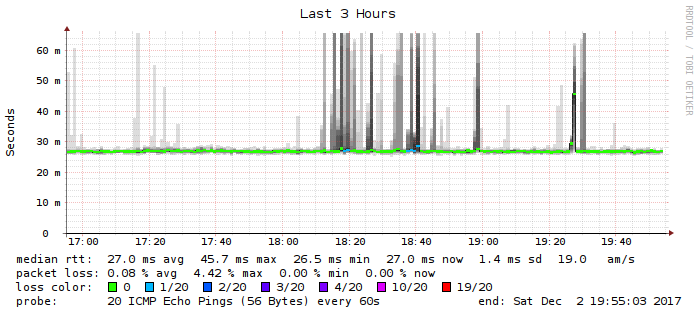 Last 3 Hours
RRDTOOL / TOBI OETIKER
Seconds
60 m
50 m
40 m
30 m
20 m
10 m
0
17:00 17:20 17:40 18:00 18:20 18:40 19:00 19:20 19:40
median rtt: 27.0 ms avg 45.7 ms max 26.5 ms min 27.0 ms now 1.4 ms sd 19.0 am/s
packet loss: 0.08 % avg 4.42 % max 0.00 % min 0.00 % now
loss color: 0 1/20 2/20 3/20 4/20 10/20 19/20
probe: 20 ICMP Echo Pings (56 Bytes) every 60s end: Sat Dec 2 19:55:03 2017